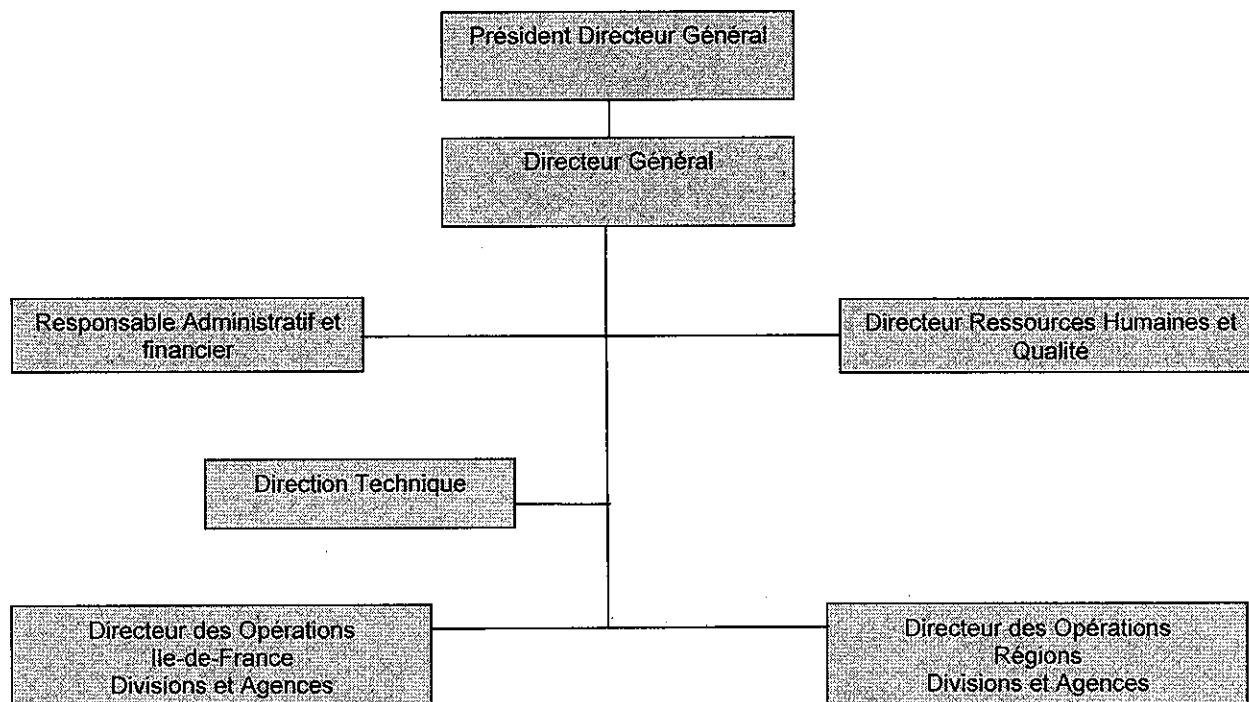 Président Directeur Général
Directeur Général
Responsable Administratif et
financier
Directeur Ressources Humaines et
Qualité
Direction Technique
Directeur des Opérations
Ile-de-France
Divisions et Agences
Directeur des Opérations
Régions
Divisions et Agences